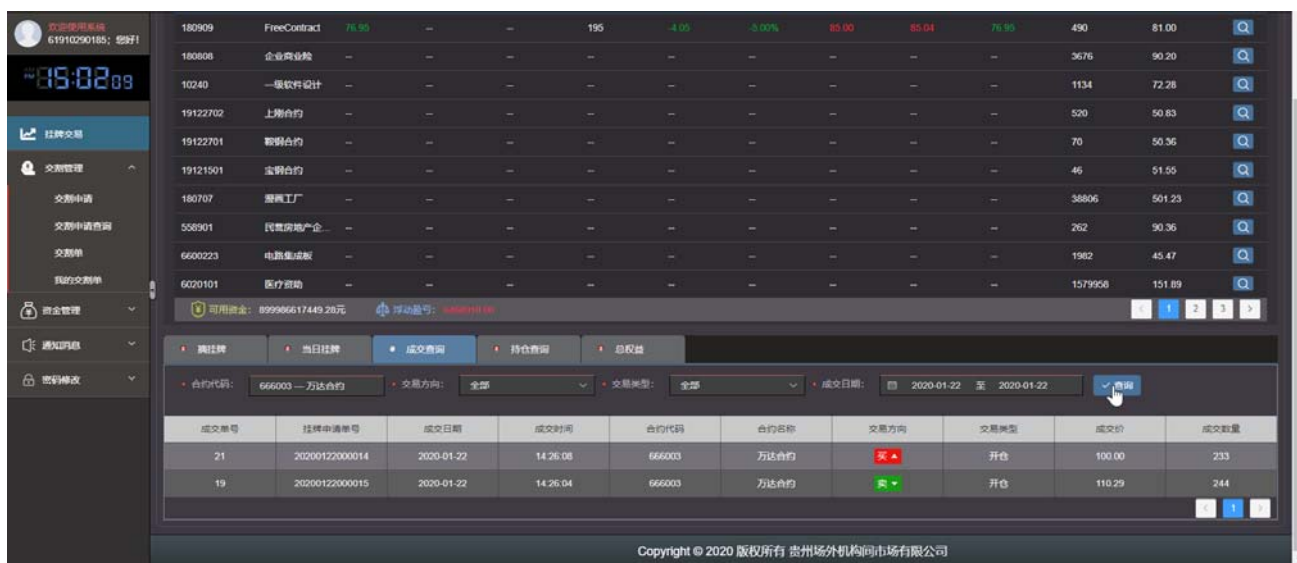 欢迎使用系统
61910290185；您好！
PM 15:02 09
挂牌交易
交割管理
交割申请
交割申请查询
交割单
我的交割单
资金管理
通知消息
密码修改
180909 FreeContract 76.95 -- -- 195 -4.05 -5.00% 85.00 85.04 76.95 490 81.00
180808 企业商业险 -- -- -- -- -- -- -- -- -- 3676 90.20
10240 一级软件设计 -- -- -- -- -- -- -- -- -- 1134 72.28
19122702 上期合约 -- -- -- -- -- -- -- -- -- 520 50.83
19122701 鞍钢合约 -- -- -- -- -- -- -- -- -- 70 50.36
19121501 宝钢合约 -- -- -- -- -- -- -- -- -- 46 51.55
180707 漫画工厂 -- -- -- -- -- -- -- -- -- 38806 501.23
558901 民营房地产企... -- -- -- -- -- -- -- -- -- 262 90.36
6600223 电路集成板 -- -- -- -- -- -- -- -- -- 1982 45.47
6020101 医疗资助 -- -- -- -- -- -- -- -- -- 1579958 151.89
可用资金： 899986617449.28元 浮动盈亏： < 1 2 3 >
摘挂牌 当日挂牌 成交查询 持仓查询 总权益
合约代码： 666003 — 万达合约 交易方向： 全部 交易类型： 全部 成交日期： 2020-01-22 至 2020-01-22 查询
成交单号 挂牌申请单号 成交日期 成交时间 合约代码 合约名称 交易方向 交易类型 成交价 成交数量
21 20200122000014 2020-01-22 14:26:08 666003 万达合约 买 开仓 100.00 233
19 20200122000015 2020-01-22 14:26:04 666003 万达合约 卖 开仓 110.29 244
< 1 >
Copyright © 2020 版权所有 贵州场外机构间市场有限公司